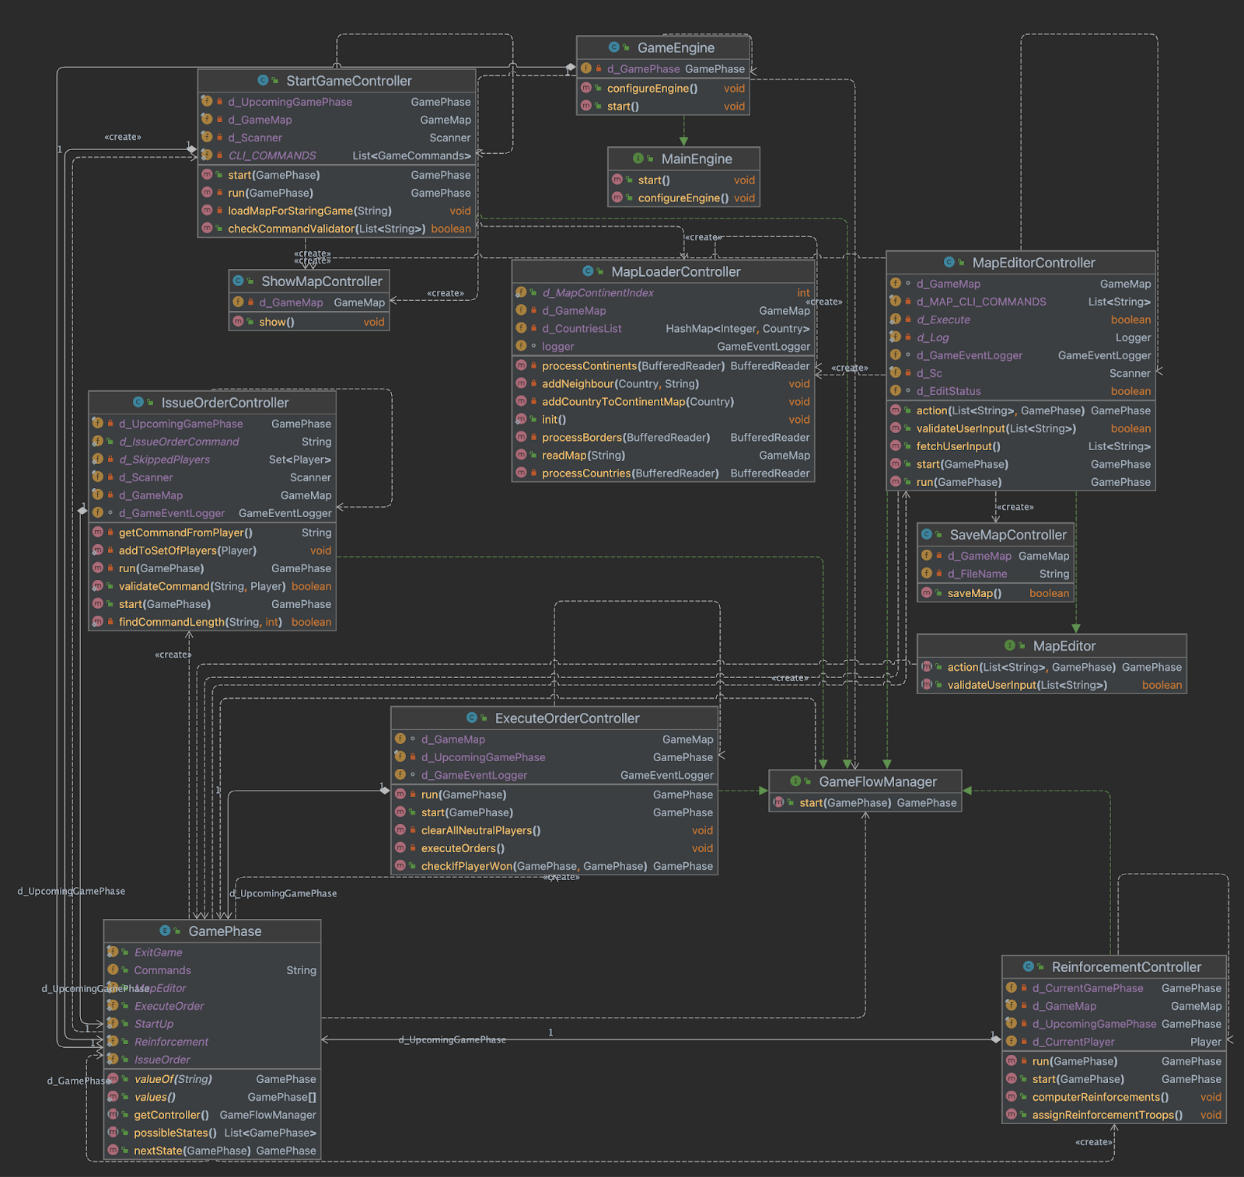 GameEngine
d_GamePhase GamePhase
configureEngine() void
start() void
1
StartGameController
d_UpcomingGamePhase GamePhase
d_GameMap GameMap
d_Scanner Scanner
CLI_COMMANDS List<GameCommands>
start(GamePhase) GamePhase
run(GamePhase) GamePhase
loadMapForStaringGame(String) void
checkCommandValidator(List<String>) boolean
«create»
1
1
MainEngine
start() void
configureEngine() void
«create»
«create»
«create»
ShowMapController
d_GameMap GameMap
show() void
«create»
MapLoaderController
d_MapContinentIndex int
d_GameMap GameMap
d_CountriesList HashMap<Integer, Country>
logger GameEventLogger
processContinents(BufferedReader) BufferedReader
addNeighbour(Country, String) void
addCountryToContinentMap(Country) void
init() void
processBorders(BufferedReader) BufferedReader
readMap(String) GameMap
processCountries(BufferedReader) BufferedReader
«create»
«create»
MapEditorController
d_GameMap GameMap
d_MAP_CLI_COMMANDS List<String>
d_Execute boolean
d_Log Logger
d_GameEventLogger GameEventLogger
d_Sc Scanner
d_EditStatus boolean
action(List<String>, GamePhase) GamePhase
validateUserInput(List<String>) boolean
fetchUserInput() List<String>
start(GamePhase) GamePhase
run(GamePhase) GamePhase
«create»
IssueOrderController
d_UpcomingGamePhase GamePhase
d_IssueOrderCommand String
d_SkippedPlayers Set<Player>
d_Scanner Scanner
d_GameMap GameMap
d_GameEventLogger GameEventLogger
getCommandFromPlayer() String
addToSetOfPlayers(Player) void
run(GamePhase) GamePhase
validateCommand(String, Player) boolean
start(GamePhase) GamePhase
findCommandLength(String, int) boolean
1
«create»
SaveMapController
d_GameMap GameMap
d_FileName String
saveMap() boolean
MapEditor
action(List<String>, GamePhase) GamePhase
validateUserInput(List<String>) boolean
«create»
ExecuteOrderController
d_GameMap GameMap
d_UpcomingGamePhase GamePhase
d_GameEventLogger GameEventLogger
run(GamePhase) GamePhase
start(GamePhase) GamePhase
clearAllNeutralPlayers() void
executeOrders() void
checkIfPlayerWon(GamePhase, GamePhase) GamePhase
1
1
«create»
GameFlowManager
start(GamePhase) GamePhase
d_UpcomingGamePhase
d_UpcomingGamePhase
GamePhase
ExitGame
Commands String
d_UpcomingGamePhase
MapEditor
ExecuteOrder
StartUp
1
Reinforcement
1
IssueOrder
d_GamePhase
valueOf(String) GamePhase
values() GamePhase[]
getController() GameFlowManager
possibleStates() List<GamePhase>
nextState(GamePhase) GamePhase
d_UpcomingGamePhase
1
1
ReinforcementController
d_CurrentGamePhase GamePhase
d_GameMap GameMap
d_UpcomingGamePhase GamePhase
d_CurrentPlayer Player
run(GamePhase) GamePhase
start(GamePhase) GamePhase
computerReinforcements() void
assignReinforcementTroops() void
«create»